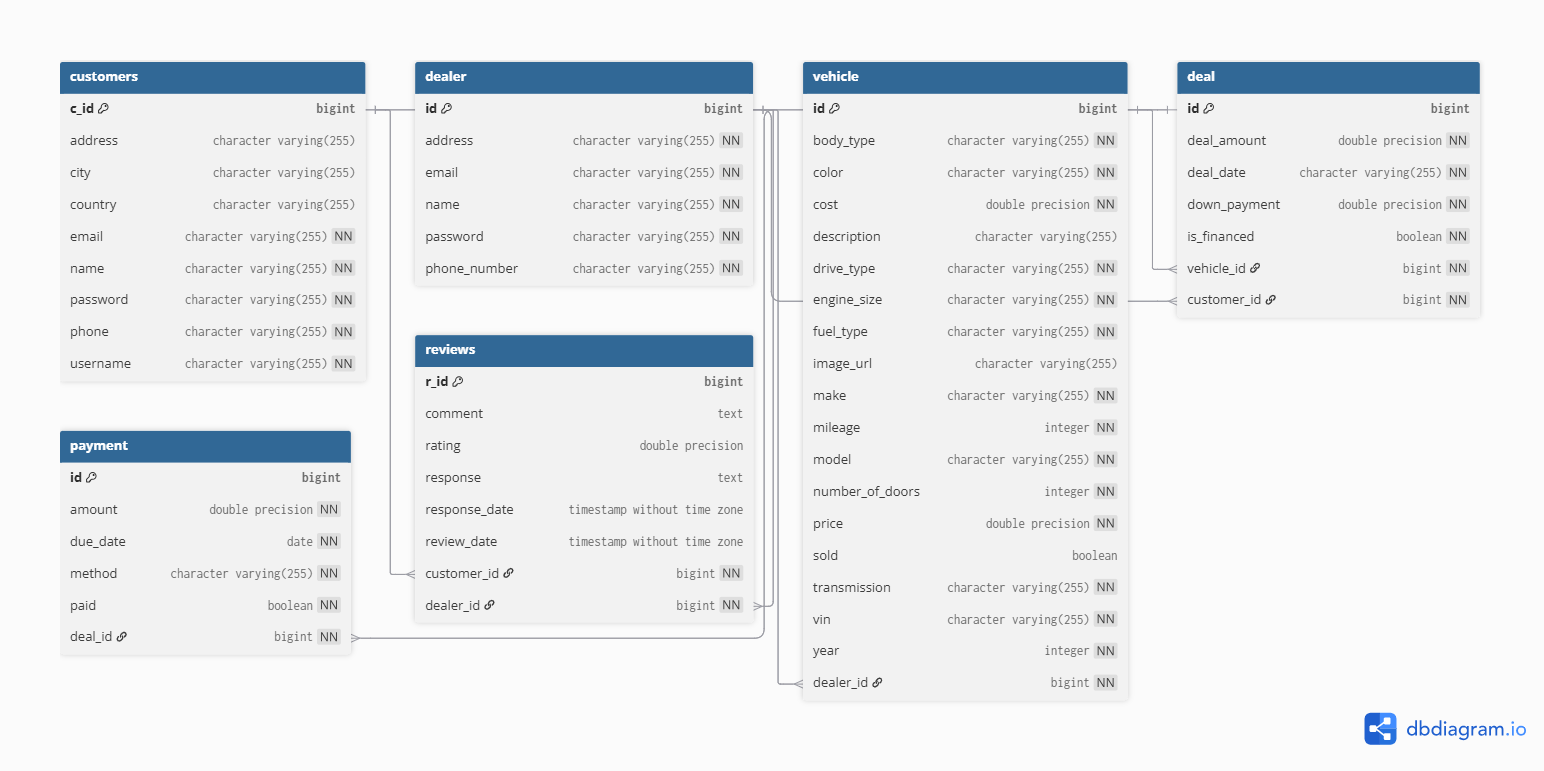 customers
c_id bigint
address character varying(255)
city character varying(255)
country character varying(255)
email character varying(255) NN
name character varying(255) NN
password character varying(255) NN
phone character varying(255) NN
username character varying(255) NN
payment
id bigint
amount double precision NN
due_date date NN
method character varying(255) NN
paid boolean NN
deal_id bigint NN
dealer
id bigint
address character varying(255) NN
email character varying(255) NN
name character varying(255) NN
password character varying(255) NN
phone_number character varying(255) NN
reviews
r_id bigint
comment text
rating double precision
response text
response_date timestamp without time zone
review_date timestamp without time zone
customer_id bigint NN
dealer_id bigint NN
vehicle
id bigint
body_type character varying(255) NN
color character varying(255) NN
cost double precision NN
description character varying(255)
drive_type character varying(255) NN
engine_size character varying(255) NN
fuel_type character varying(255) NN
image_url character varying(255)
make character varying(255) NN
mileage integer NN
model character varying(255) NN
number_of_doors integer NN
price double precision NN
sold boolean
transmission character varying(255) NN
vin character varying(255) NN
year integer NN
dealer_id bigint NN
deal
id bigint
deal_amount double precision NN
deal_date character varying(255) NN
down_payment double precision NN
is_financed boolean NN
vehicle_id bigint NN
customer_id bigint NN
dbdiagram.io